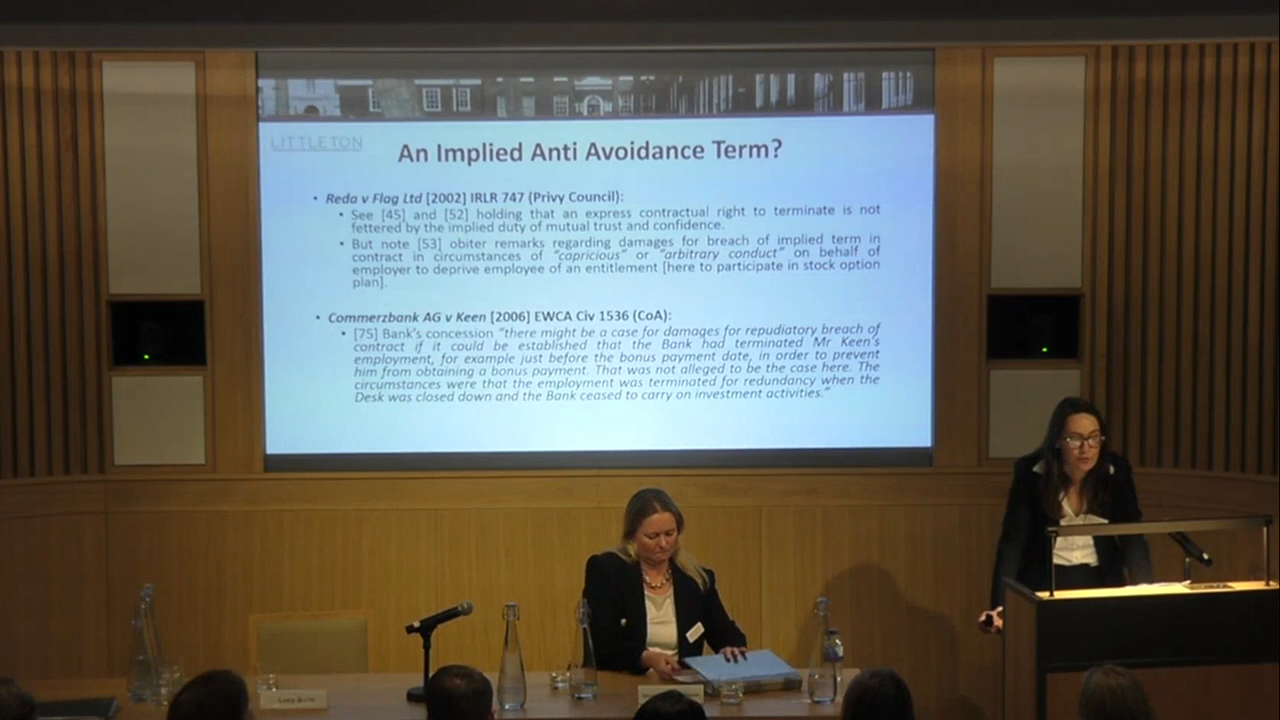 LITTLETON
An Implied Anti Avoidance Term?
• Reda v Flag Ltd [2002] IRLR 747 (Privy Council):
• See [45] and [52] holding that an express contractual right to terminate is not
fettered by the implied duty of mutual trust and confidence.
• But note [53] obiter remarks regarding damages for breach of implied term in
contract in circumstances of “capricious” or “arbitrary conduct” on behalf of
employer to deprive employee of an entitlement [here to participate in stock option
plan].
• Commerzbank AG v Keen [2006] EWCA Civ 1536 (CoA):
• [75] Bank’s concession “there might be a case for damages for repudiatory breach of
contract if it could be established that the Bank had terminated Mr Keen’s
employment, for example just before the bonus payment date, in order to prevent
him from obtaining a bonus payment. That was not alleged to be the case here. The
circumstances were that the employment was terminated for redundancy when the
Desk was closed down and the Bank ceased to carry on investment activities.”